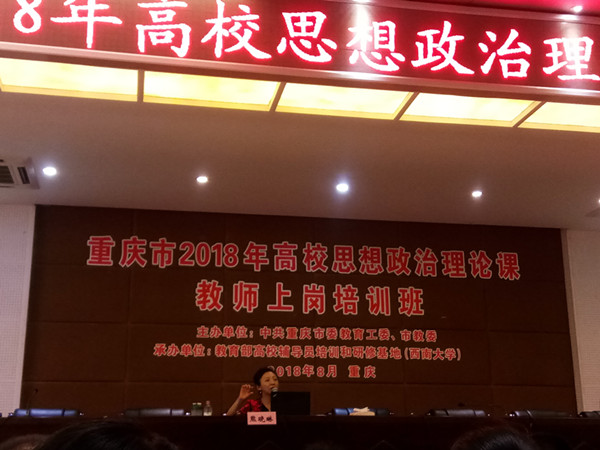 8年高校思想政治理
重庆市2018年高校思想政治理论课
教师上岗培训班
主办单位：中共重庆市委教育工委、市教委
承办单位：教育部高校辅导员培训和研修基地（西南大学）
2018年8月 重庆
熊晓琳